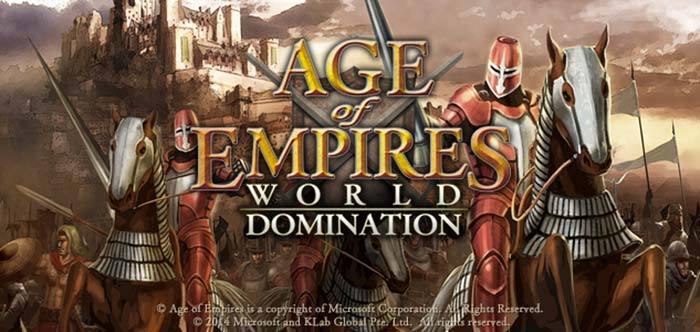 AGE
of
EMPIRES
WORLD
DOMINATION
© Age of Empires is a copyright of Microsoft Corporation. All Rights Reserved.
© 2014 Microsoft and KLab Global Pte. Ltd. All rights reserved.